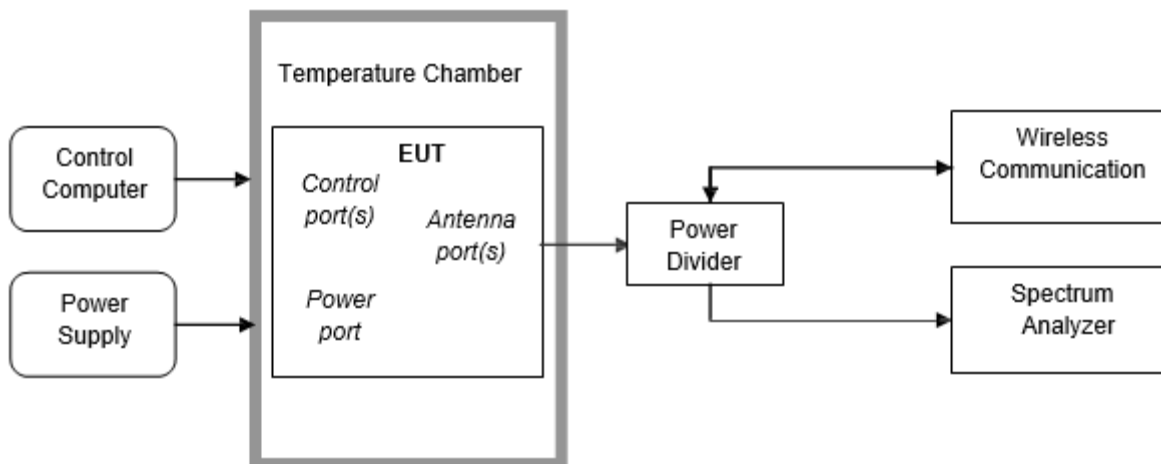 Temperature Chamber
Control
Computer
Power
Supply
EUT
Control
port(s)
Antenna
port(s)
Power
port
Power
Divider
Wireless
Communication
Spectrum
Analyzer